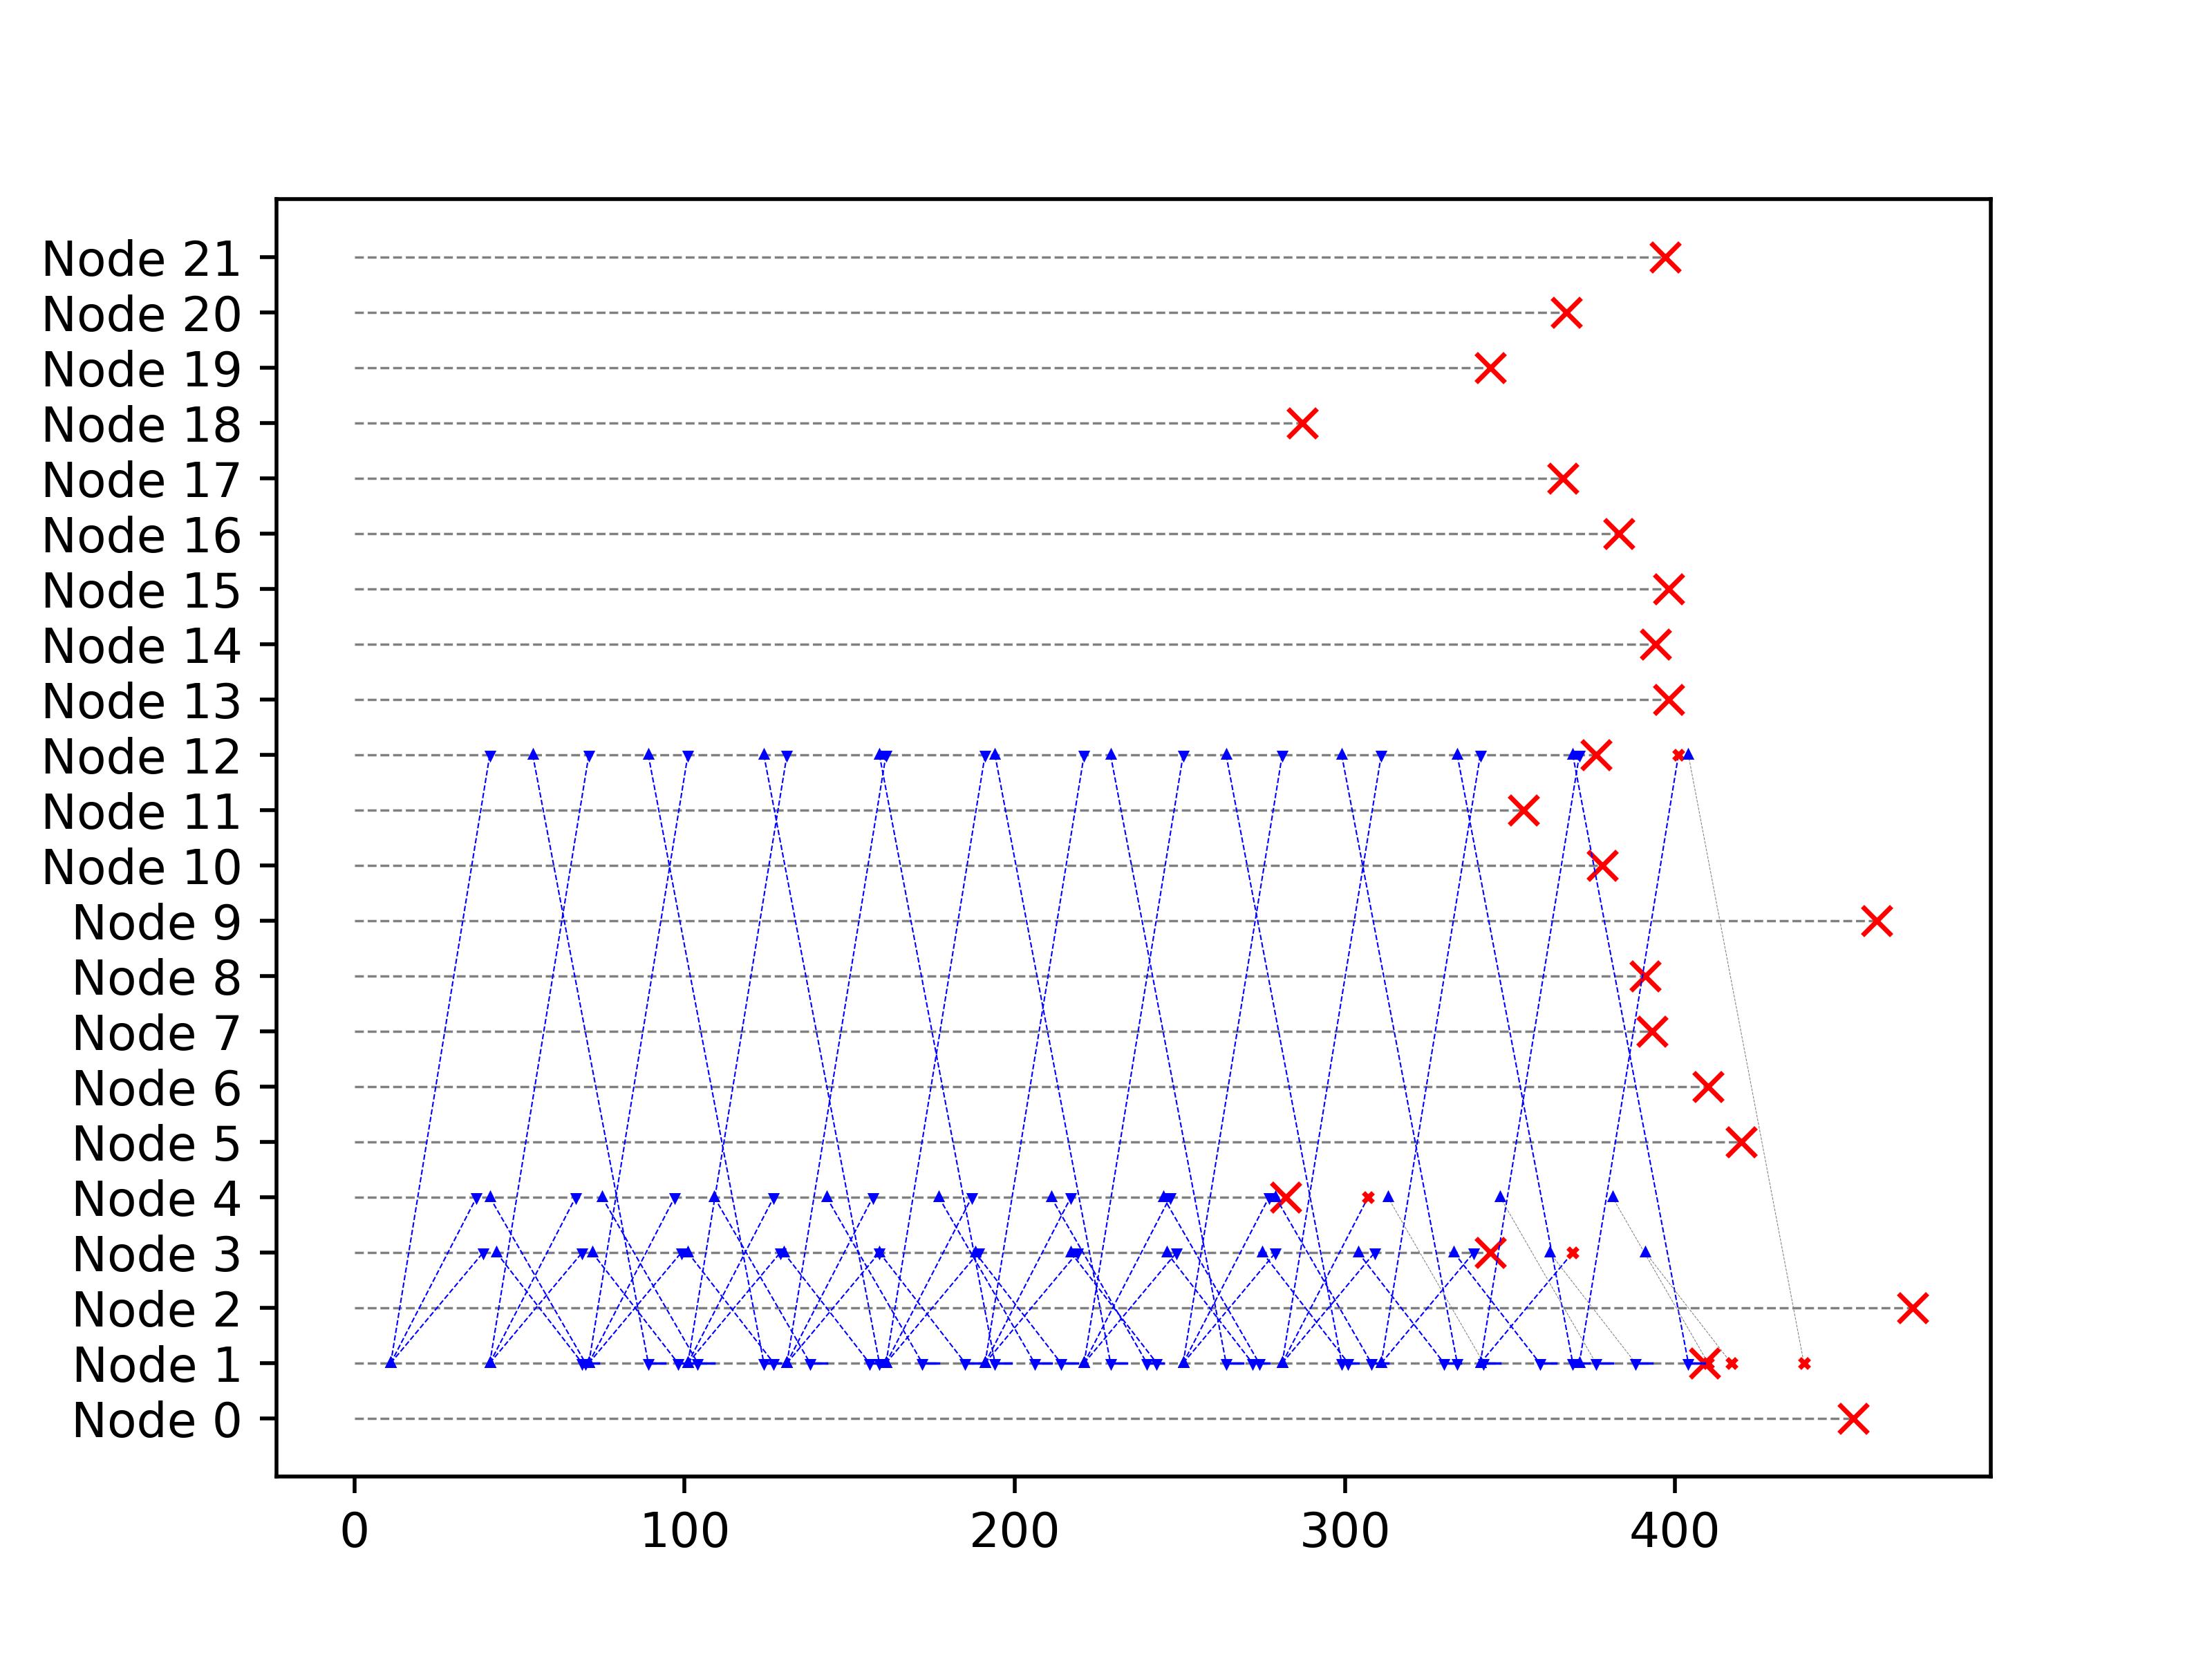 Node 21
Node 20
Node 19
Node 18
Node 17
Node 16
Node 15
Node 14
Node 13
Node 12
Node 11
Node 10
Node 9
Node 8
Node 7
Node 6
Node 5
Node 4
Node 3
Node 2
Node 1
Node 0
0 100 200 300 400